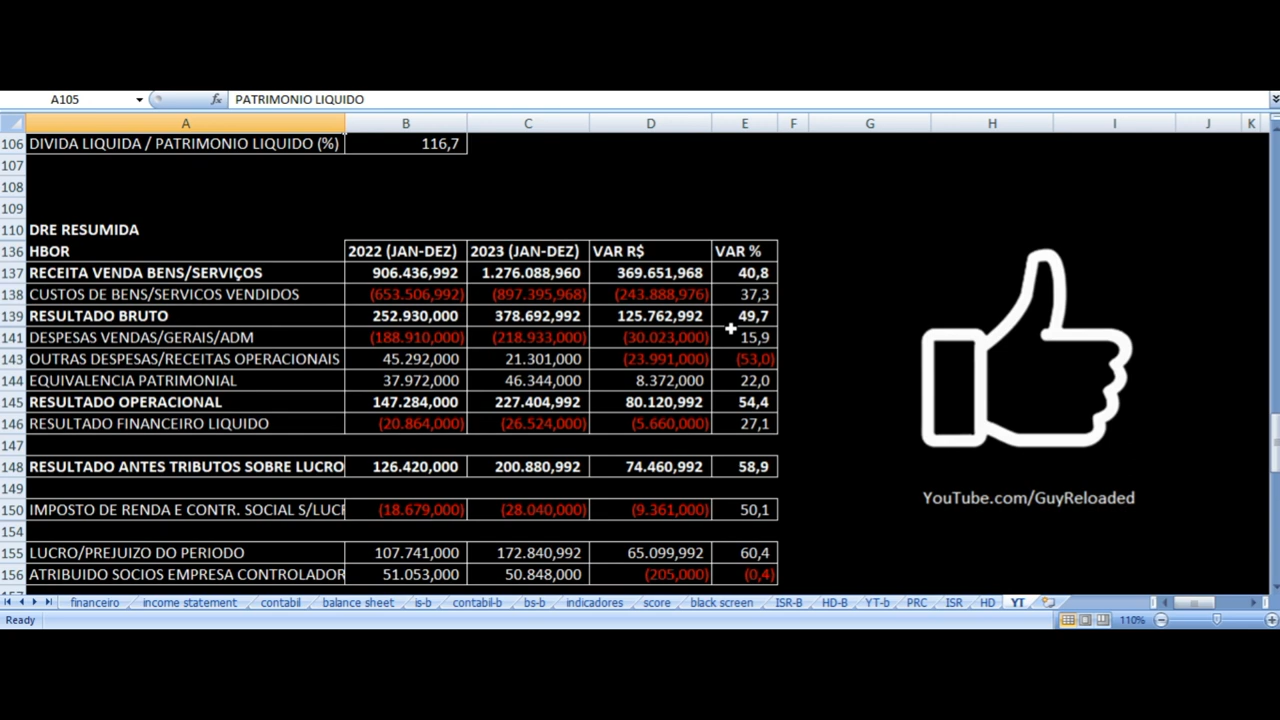 A105 fx PATRIMONIO LIQUIDO
A B C D E F G H I J K
106 DIVIDA LIQUIDA / PATRIMONIO LIQUIDO (%) 116,7
107
108
109
110 DRE RESUMIDA
136 HBOR 2022 (JAN-DEZ) 2023 (JAN-DEZ) VAR R$ VAR %
137 RECEITA VENDA BENS/SERVIÇOS 906.436,992 1.276.088,960 369.651,968 40,8
138 CUSTOS DE BENS/SERVICOS VENDIDOS (653.506,992) (897.395,968) (243.888,976) 37,3
139 RESULTADO BRUTO 252.930,000 378.692,992 125.762,992 49,7
141 DESPESAS VENDAS/GERAIS/ADM (188.910,000) (218.933,000) (30.023,000) 15,9
143 OUTRAS DESPESAS/RECEITAS OPERACIONAIS 45.292,000 21.301,000 (23.991,000) (53,0)
144 EQUIVALENCIA PATRIMONIAL 37.972,000 46.344,000 8.372,000 22,0
145 RESULTADO OPERACIONAL 147.284,000 227.404,992 80.120,992 54,4
146 RESULTADO FINANCEIRO LIQUIDO (20.864,000) (26.524,000) (5.660,000) 27,1
147
148 RESULTADO ANTES TRIBUTOS SOBRE LUCRO 126.420,000 200.880,992 74.460,992 58,9
149
150 IMPOSTO DE RENDA E CONTR. SOCIAL S/LUCR (18.679,000) (28.040,000) (9.361,000) 50,1
154
155 LUCRO/PREJUIZO DO PERIODO 107.741,000 172.840,992 65.099,992 60,4
156 ATRIBUIDO SOCIOS EMPRESA CONTROLADOR 51.053,000 50.848,000 (205,000) (0,4)
YouTube.com/GuyReloaded
financeiro income statement contabil balance sheet is-b contabil-b bs-b indicadores score black screen ISR-B HD-B YT-b PRC ISR HD YT
Ready 110%